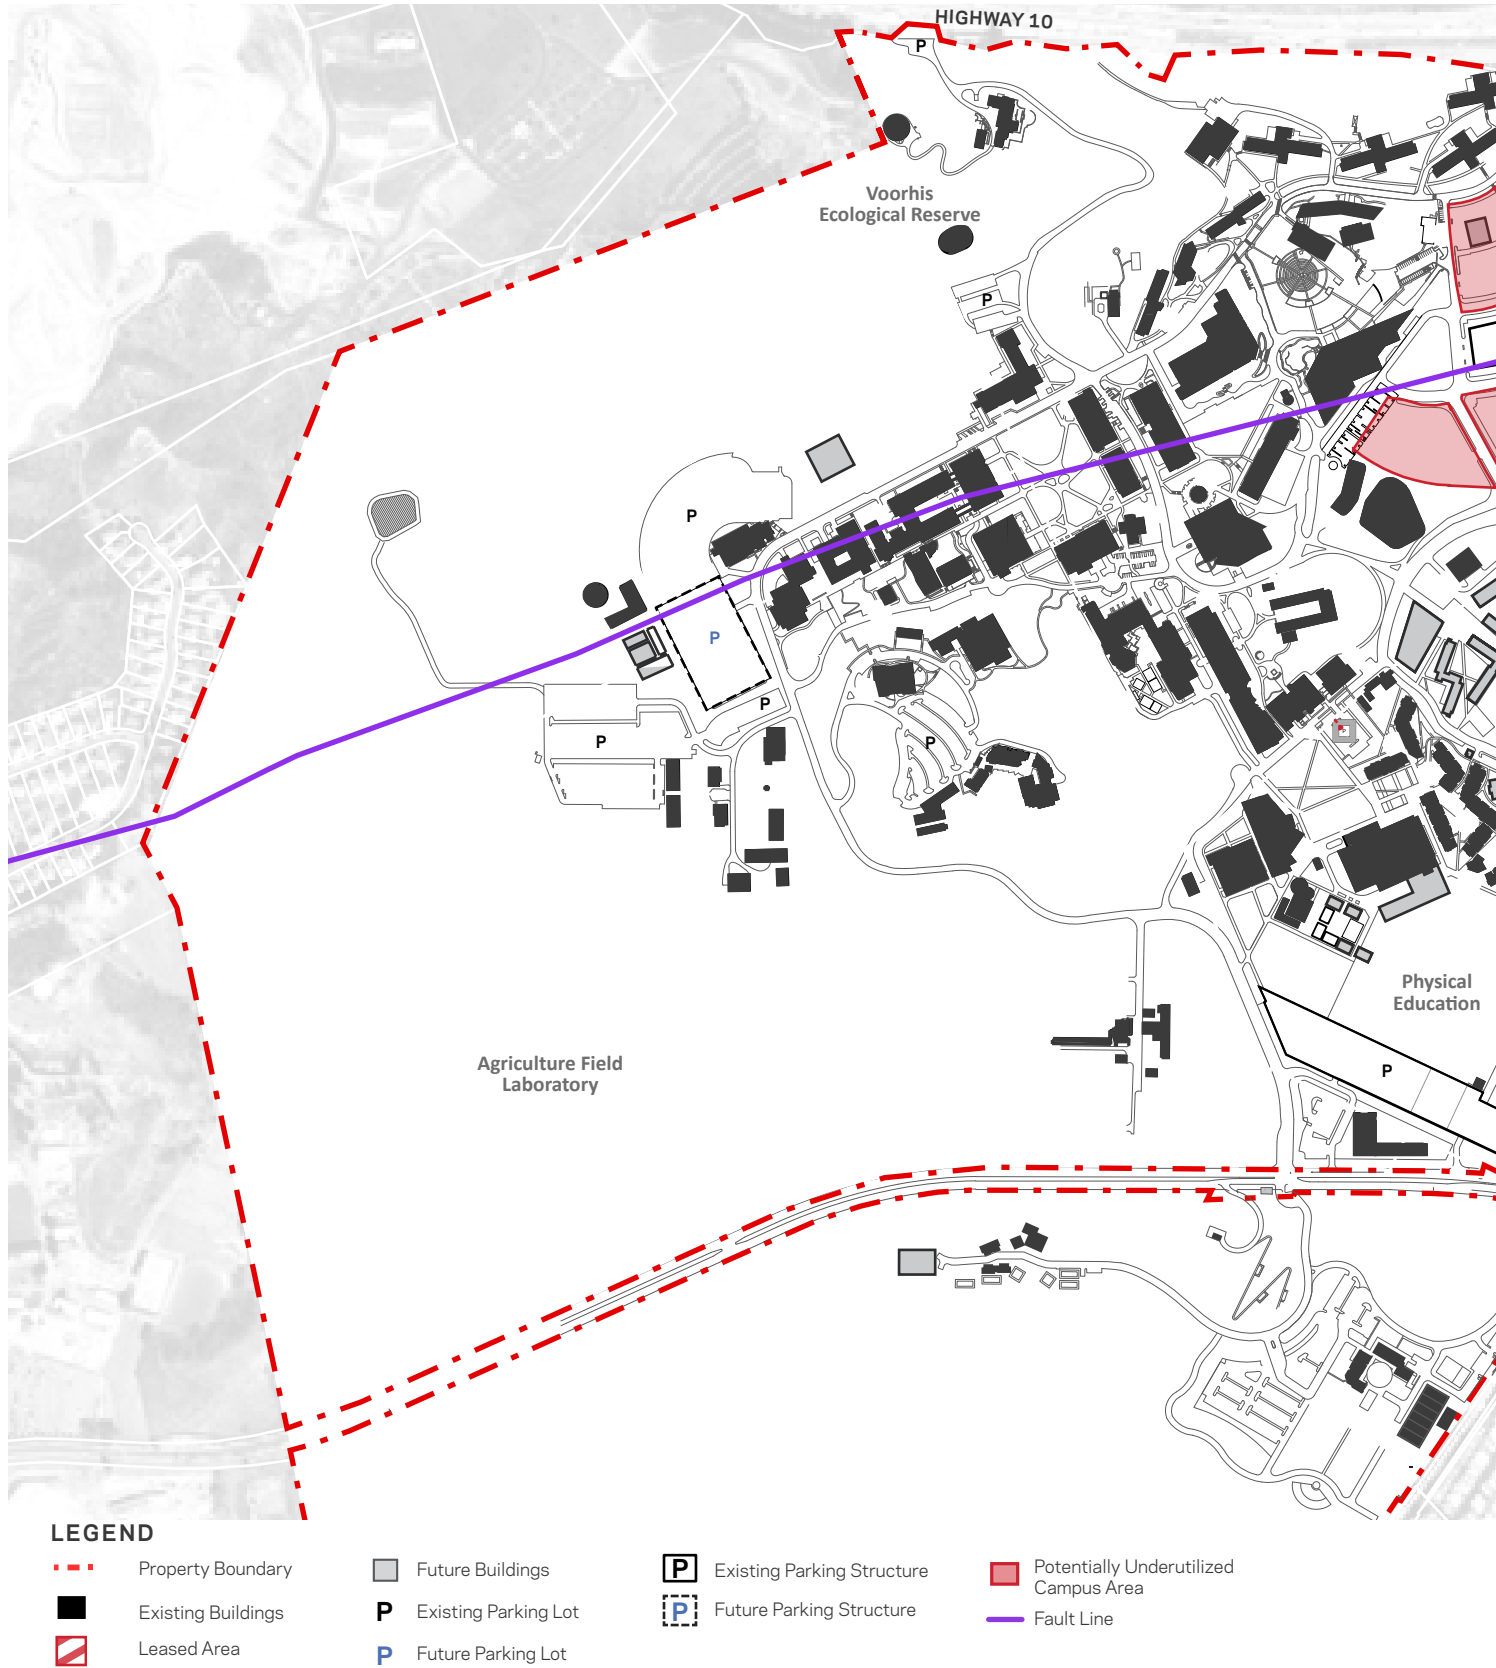 HIGHWAY 10
P
Voorhis
Ecological Reserve
P
P
P
P
P
P
Physical
Education
Agriculture Field
Laboratory
P
LEGEND
Property Boundary
Existing Buildings
Leased Area
Future Buildings
P Existing Parking Lot
P Future Parking Lot
P Existing Parking Structure
P Future Parking Structure
Potentially Underutilized
Campus Area
Fault Line